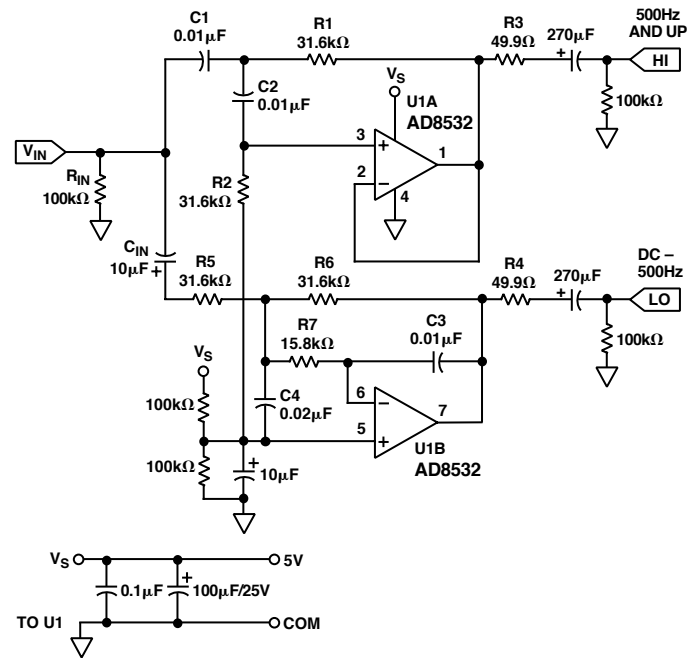 C1
0.01µF
R1
31.6kΩ
R3
49.9Ω
270µF
+
500Hz
AND UP
HI
100kΩ
C2
0.01µF
VS
U1A
AD8532
3
+
2
−
1
4
VIN
RIN
100kΩ
R2
31.6kΩ
CIN
10µF
+
R5
31.6kΩ
R6
31.6kΩ
R4
49.9Ω
270µF
+
DC –
500Hz
LO
100kΩ
R7
15.8kΩ
C3
0.01µF
VS
100kΩ
C4
0.02µF
6
−
5
+
7
U1B
AD8532
100kΩ
+
10µF
VS
5V
0.1µF
+
100µF/25V
TO U1
COM